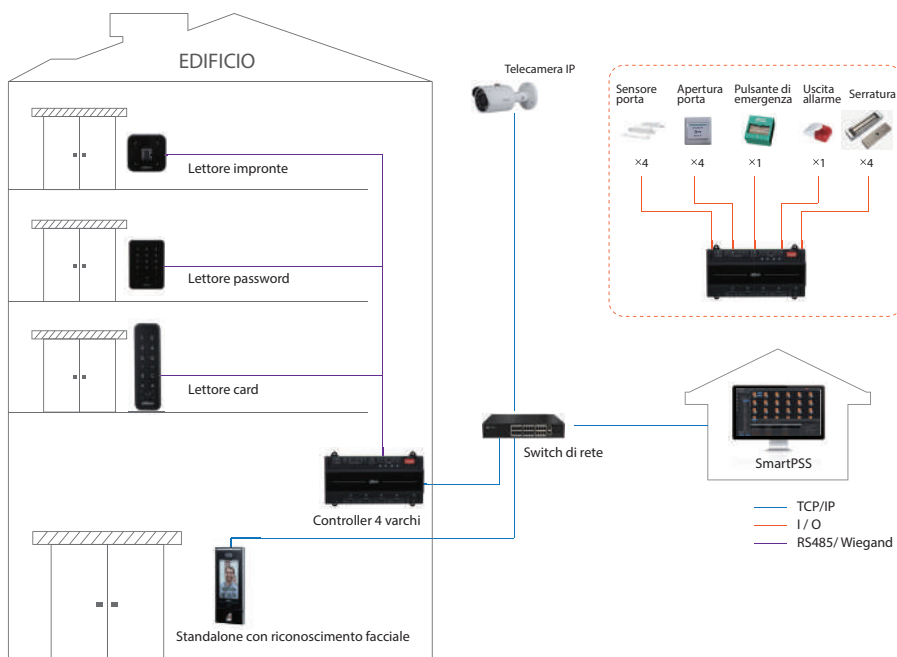 EDIFICIO
Telecamera IP
Sensore
porta
Apertura
porta
Pulsante di
emergenza
Uscita
allarme
Serratura
×4
×4
×1
×1
×4
Lettore impronte
Lettore password
Lettore card
Switch di rete
SmartPSS
Controller 4 varchi
TCP/IP
I / O
RS485/ Wiegand
Standalone con riconoscimento facciale